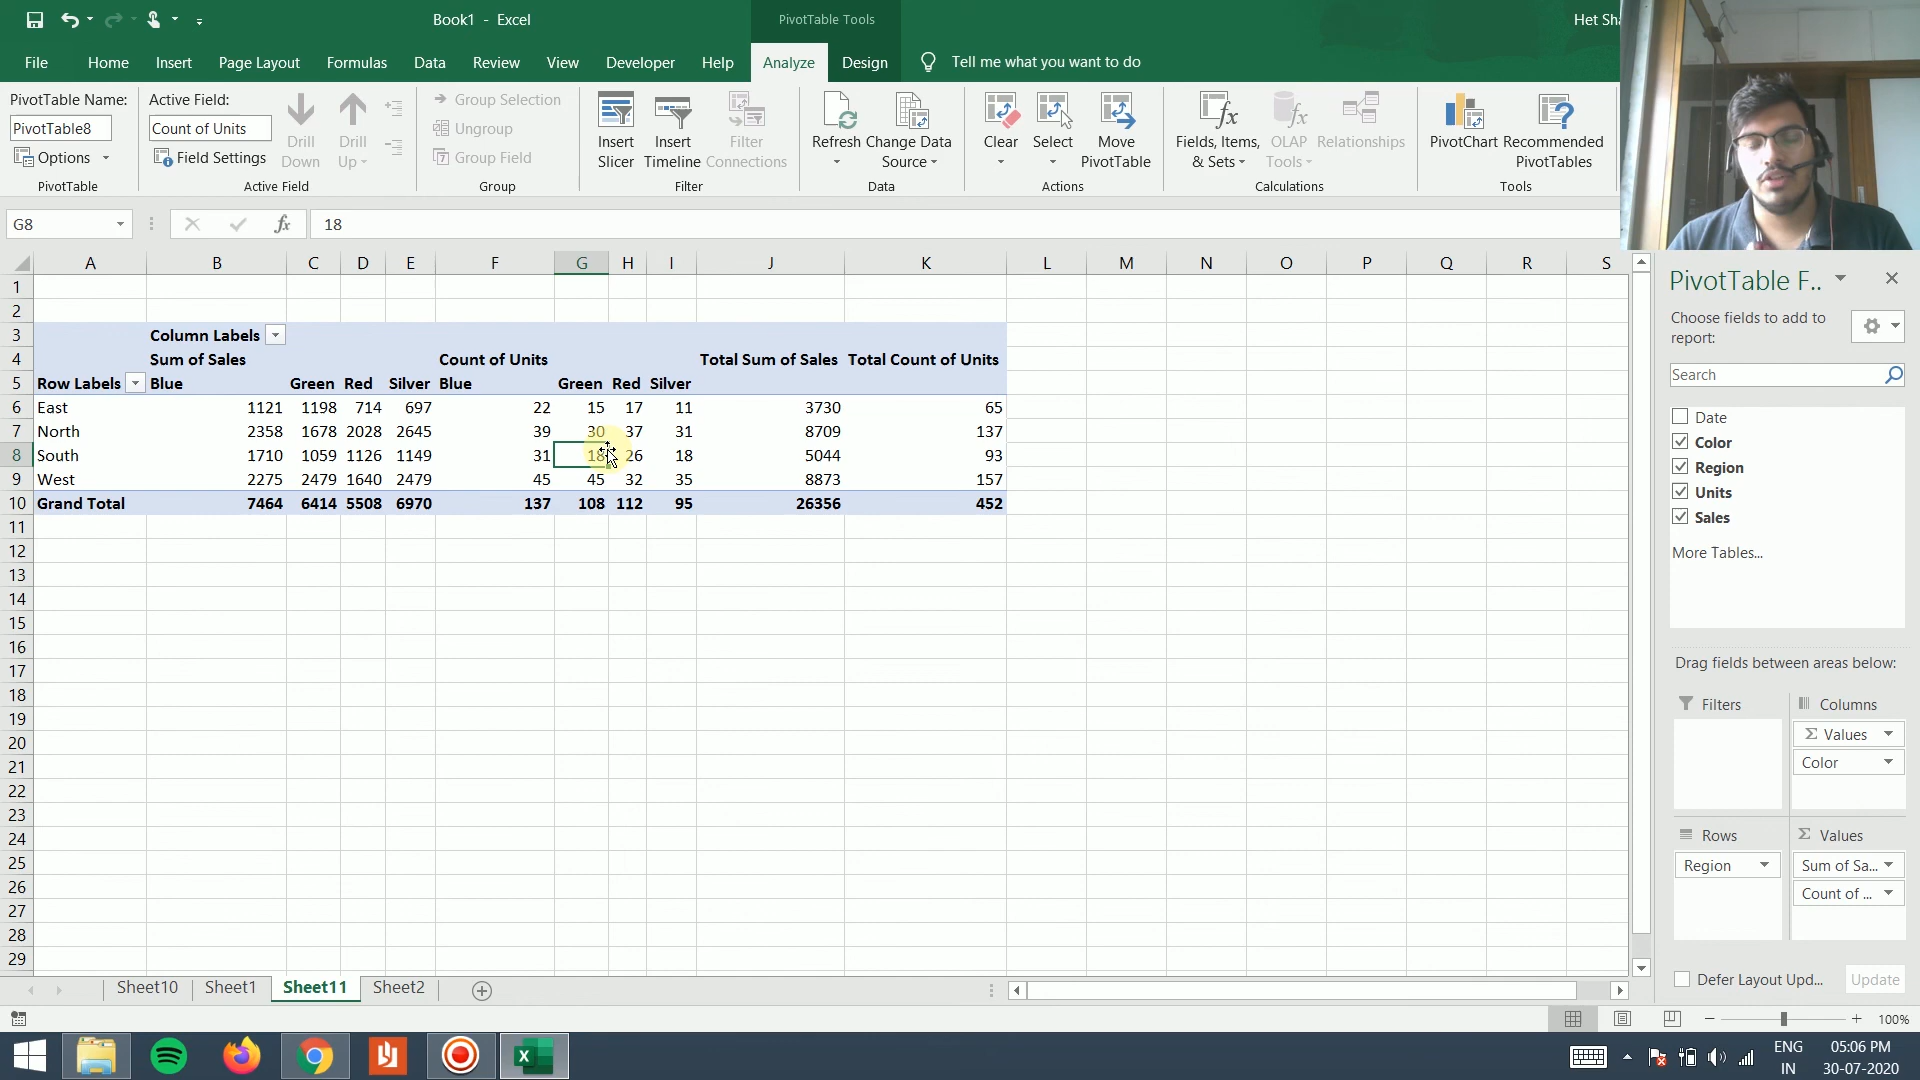 Book1 - Excel
PivotTable Tools
Het Sha
File Home Insert Page Layout Formulas Data Review View Developer Help Analyze Design Tell me what you want to do
PivotTable Name:
PivotTable8
Options
PivotTable
Active Field:
Count of Units
Field Settings
Drill Down
Drill Up
Active Field
Group Selection
Ungroup
Group Field
Group
Insert Slicer
Insert Timeline
Filter Connections
Filter
Refresh
Change Data Source
Data
Clear
Select
Move PivotTable
Actions
Fields, Items, & Sets
OLAP Tools
Relationships
Calculations
PivotChart
Recommended PivotTables
Tools
G8
fx
18
A B C D E F G H I J K L M N O P Q R S
1
2
3 Column Labels
4 Sum of Sales Count of Units Total Sum of Sales Total Count of Units
5 Row Labels Blue Green Red Silver Blue Green Red Silver
6 East 1121 1198 714 697 22 15 17 11 3730 65
7 North 2358 1678 2028 2645 39 30 37 31 8709 137
8 South 1710 1059 1126 1149 31 18 26 18 5044 93
9 West 2275 2479 1640 2479 45 45 32 35 8873 157
10 Grand Total 7464 6414 5508 6970 137 108 112 95 26356 452
11
12
13
14
15
16
17
18
19
20
21
22
23
24
25
26
27
28
29
PivotTable F..
Choose fields to add to report:
Search
Date
Color
Region
Units
Sales
More Tables...
Drag fields between areas below:
Filters
Columns
Σ Values
Color
Rows
Region
Σ Values
Sum of Sa...
Count of ...
Defer Layout Upd...
Update
Sheet10 Sheet1 Sheet11 Sheet2
100%
ENG
IN
05:06 PM
30-07-2020